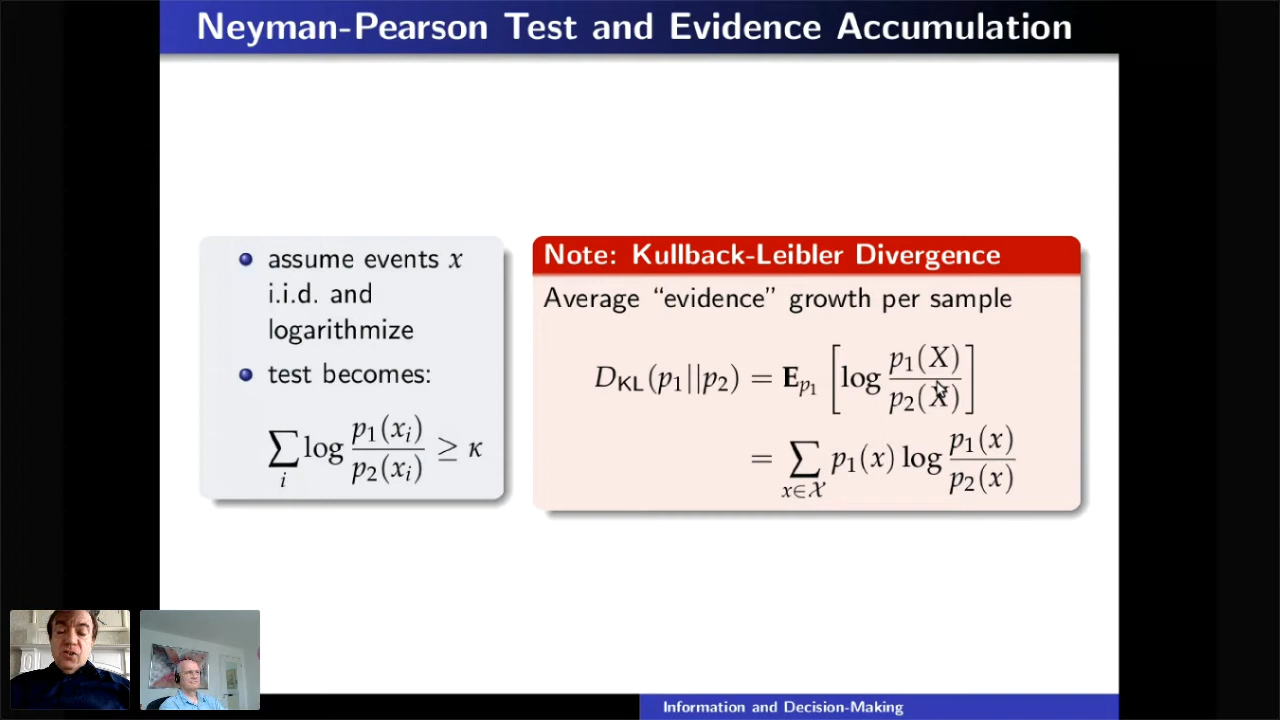 Neyman-Pearson Test and Evidence Accumulation
assume events x
i.i.d. and
logarithmize
test becomes:
∑_i log p₁(xᵢ)/p₂(xᵢ) ≥ κ
Note: Kullback-Leibler Divergence
Average “evidence” growth per sample
D_KL(p₁||p₂) = E_p₁ [log p₁(X)/p₂(X)]
= ∑_{x∈𝒳} p₁(x) log p₁(x)/p₂(x)
Information and Decision-Making